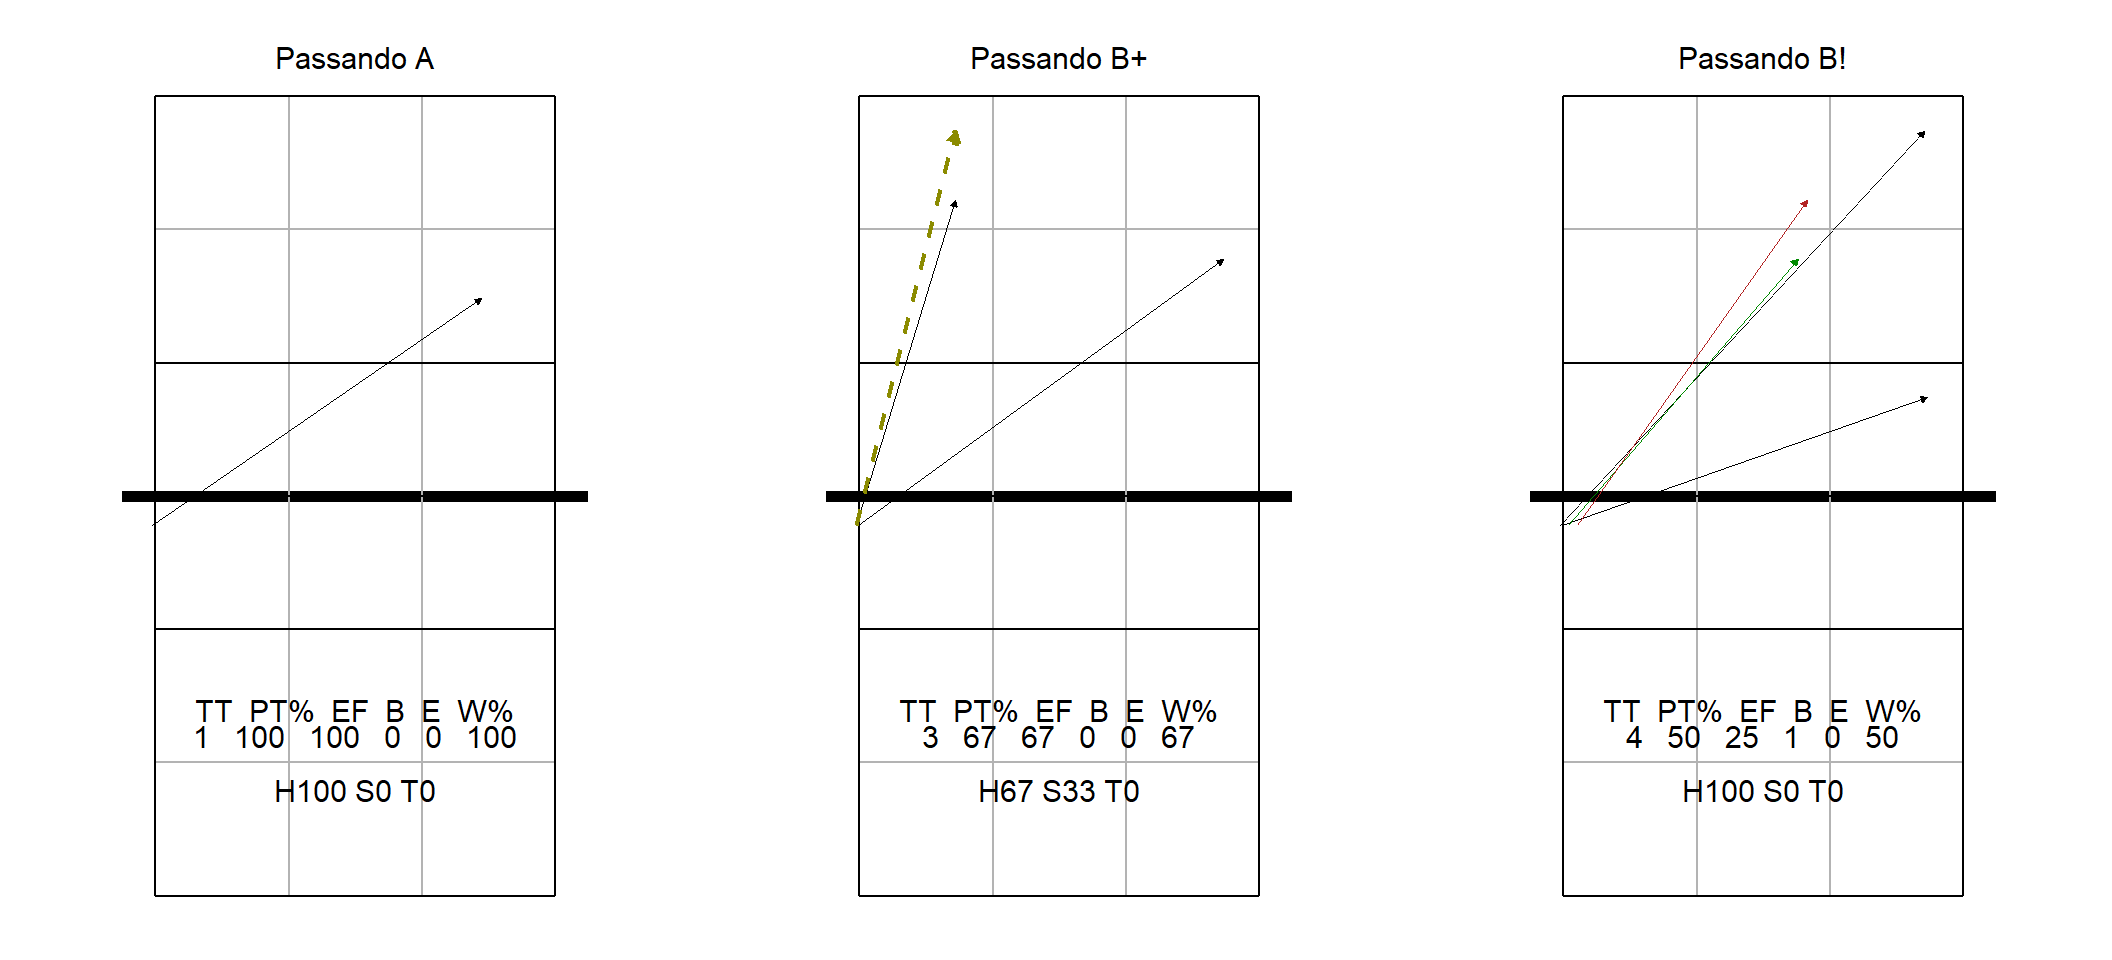 Passando A
TT PT% EF B E W%
1 100 100 0 0 100
H100 S0 T0
Passando B+
TT PT% EF B E W%
3 67 67 0 0 67
H67 S33 T0
Passando B!
TT PT% EF B E W%
4 50 25 1 0 50
H100 S0 T0